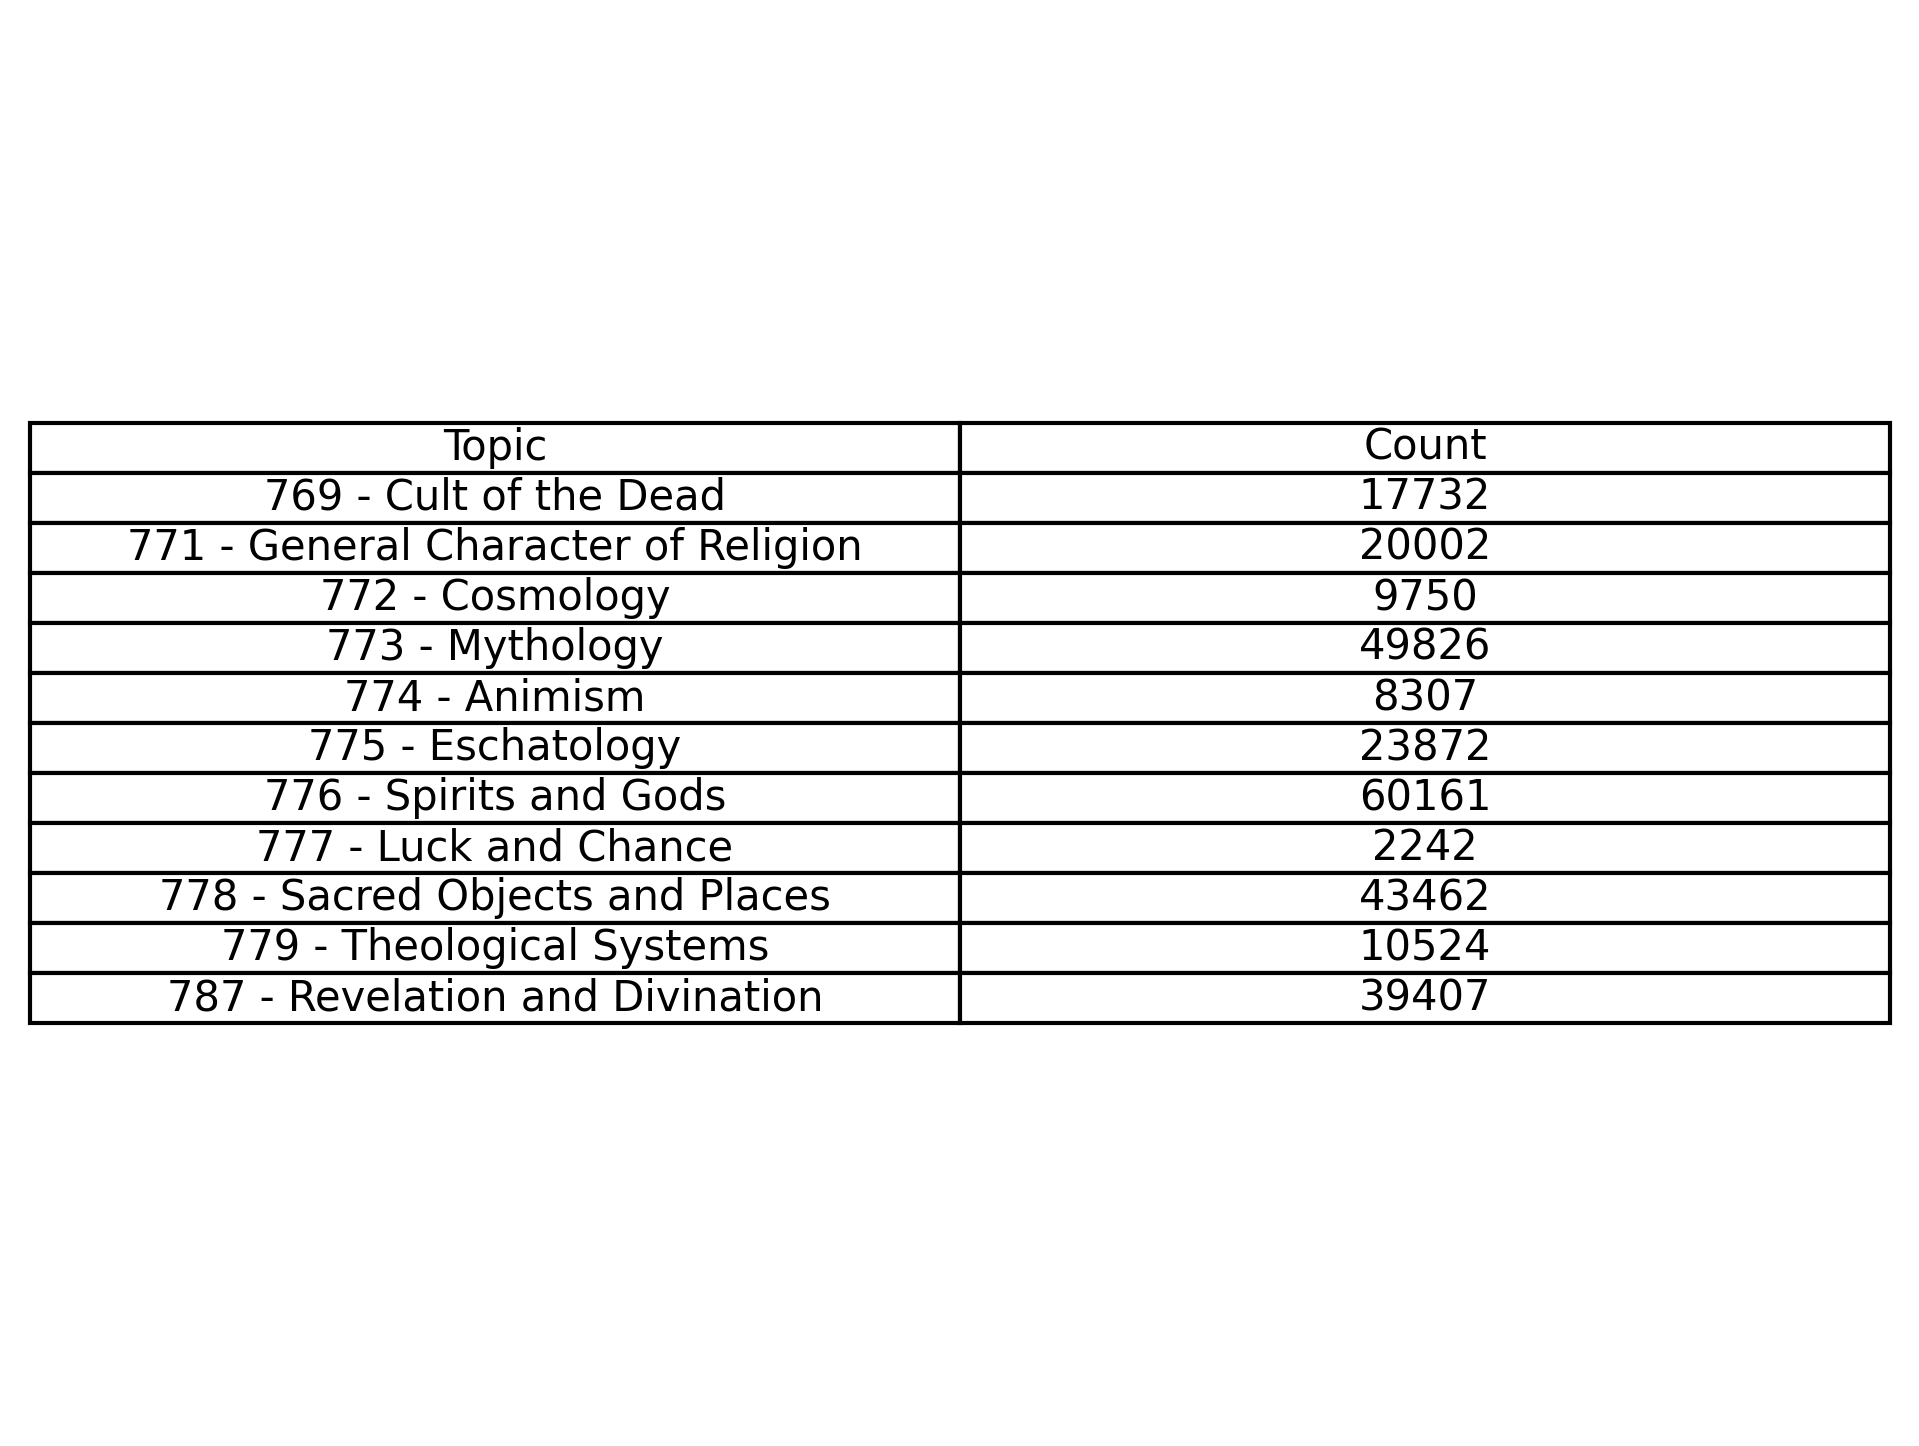 Topic Count
769 - Cult of the Dead 17732
771 - General Character of Religion 20002
772 - Cosmology 9750
773 - Mythology 49826
774 - Animism 8307
775 - Eschatology 23872
776 - Spirits and Gods 60161
777 - Luck and Chance 2242
778 - Sacred Objects and Places 43462
779 - Theological Systems 10524
787 - Revelation and Divination 39407